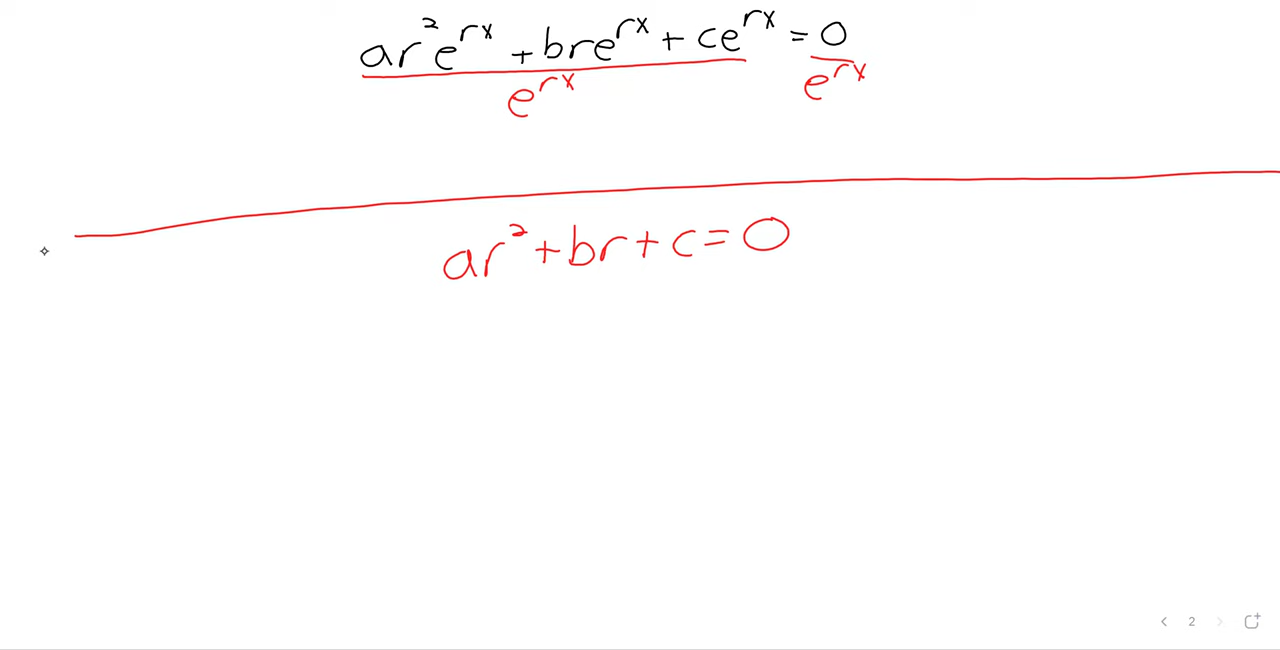 ar²e^{rx} + bre^{rx} + ce^{rx} = 0
e^{rx} e^{rx}
ar² + br + c = 0
2